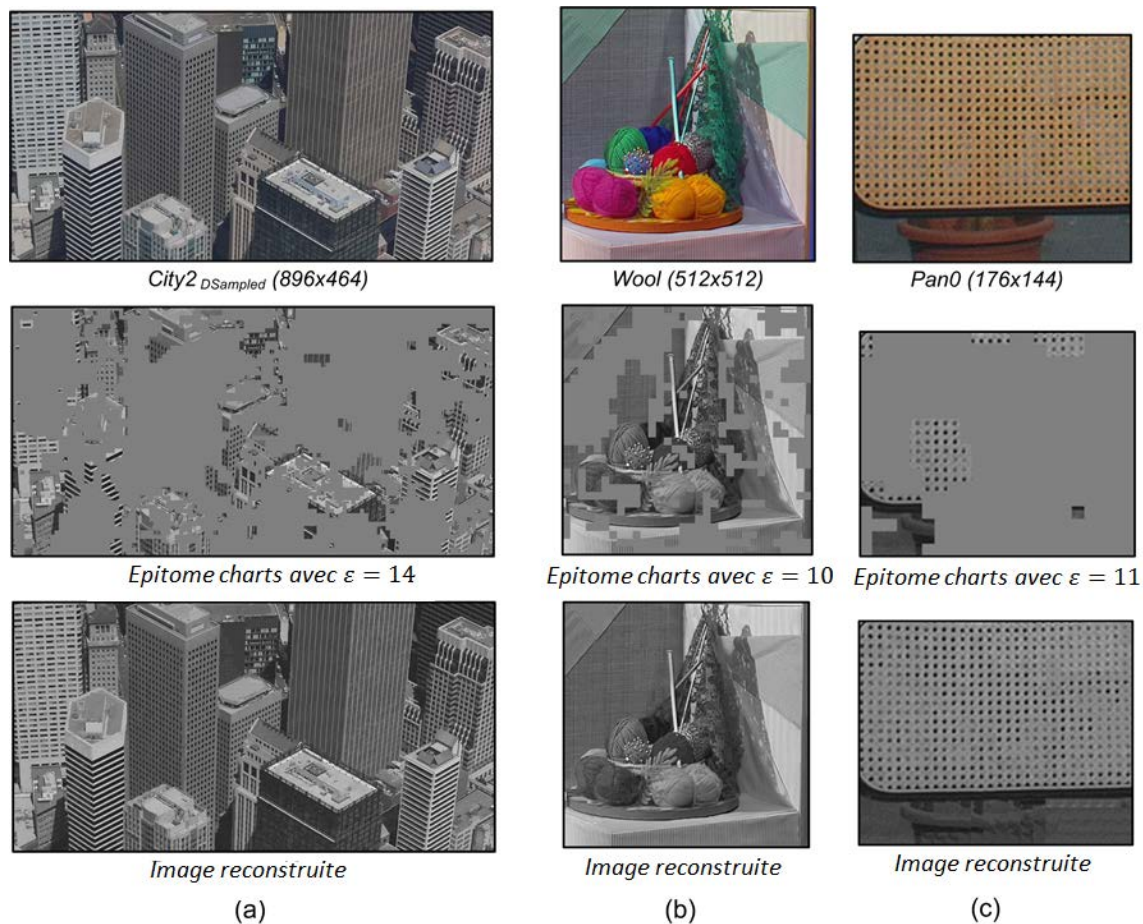 City2 DSampled (896x464)
Wool (512x512)
Pan0 (176x144)
Epitome charts avec ε = 14
Epitome charts avec ε = 10
Epitome charts avec ε = 11
Image reconstruite
Image reconstruite
Image reconstruite
(a)
(b)
(c)